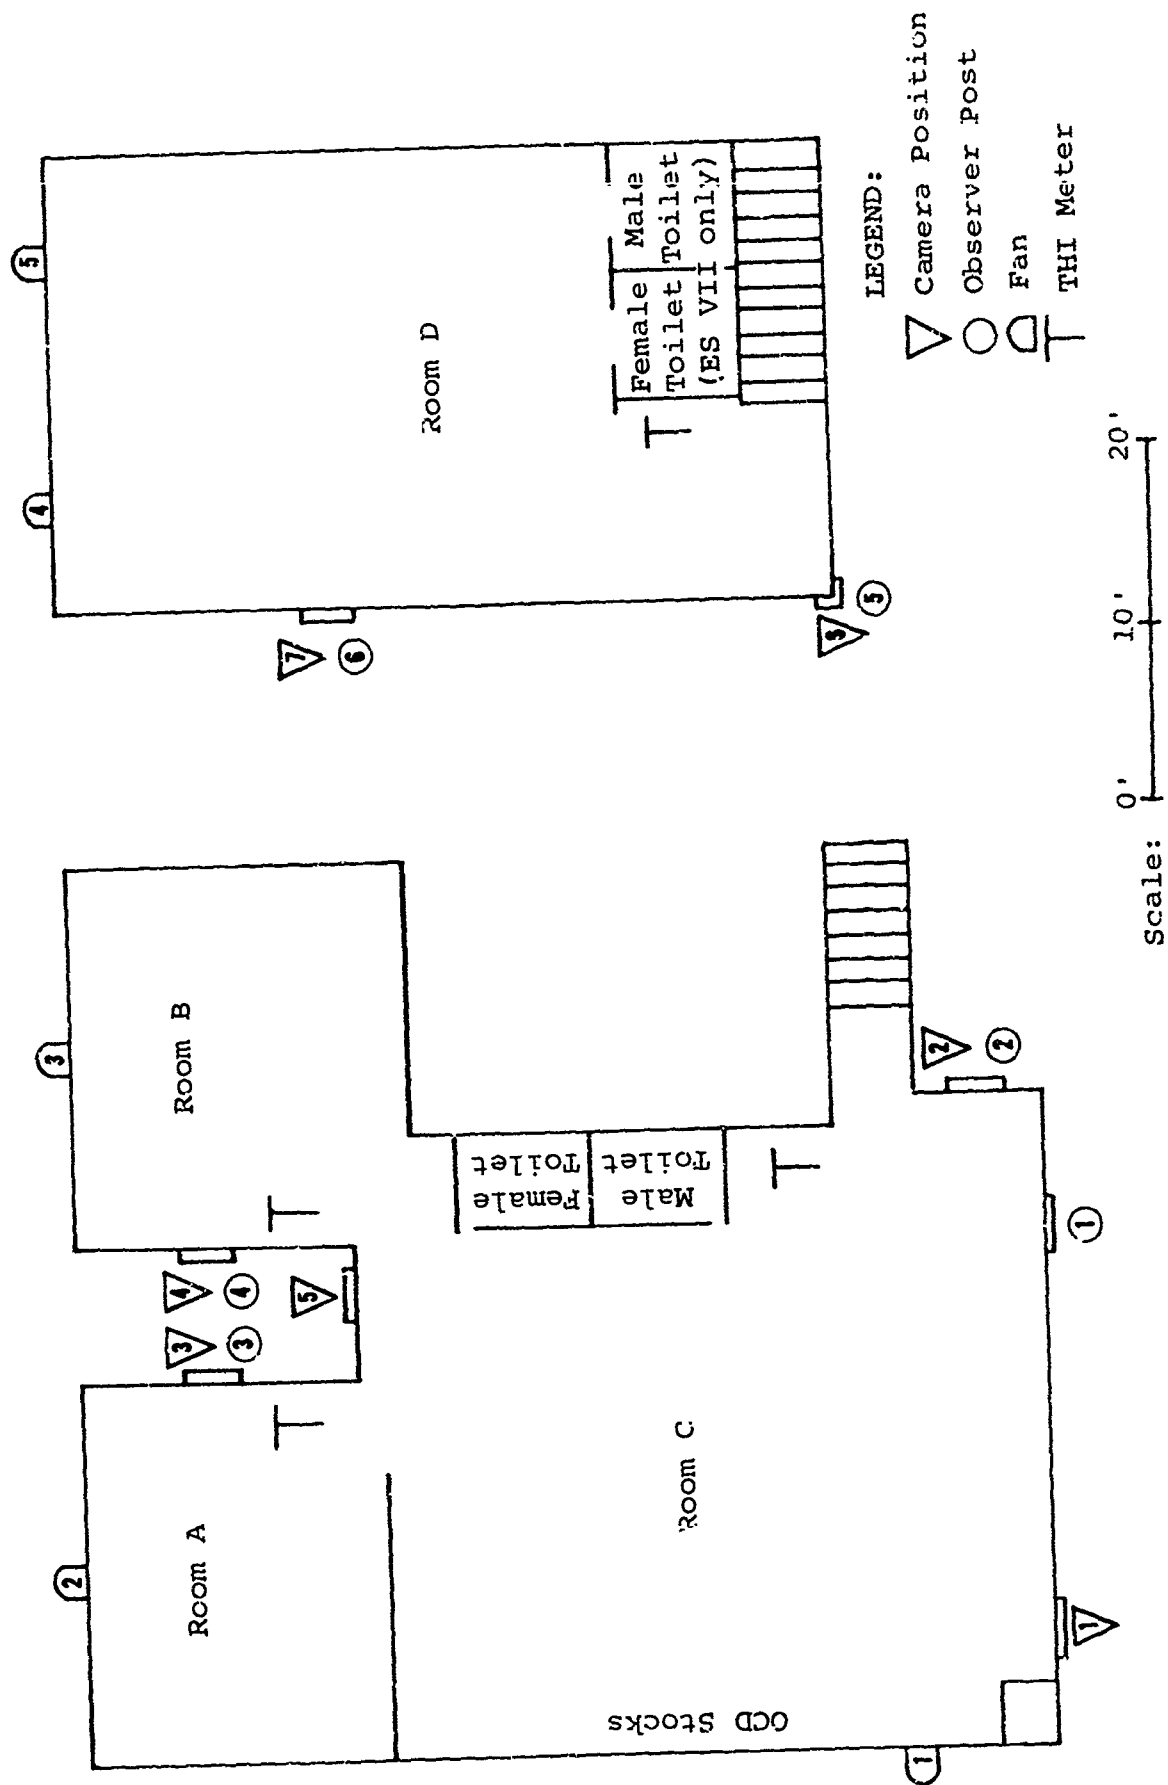 Room A
Room B
Room C
Room D
OCD Stocks
Female
Toilet
Male
Toilet
Female Male
Toilet Toilet
(ES VII only)
1
2
3
4
5
1
2
3
4
5
7
1
2
3
4
5
6
LEGEND:
Camera Position
Observer Post
Fan
THI Meter
Scale:
0' 10' 20'